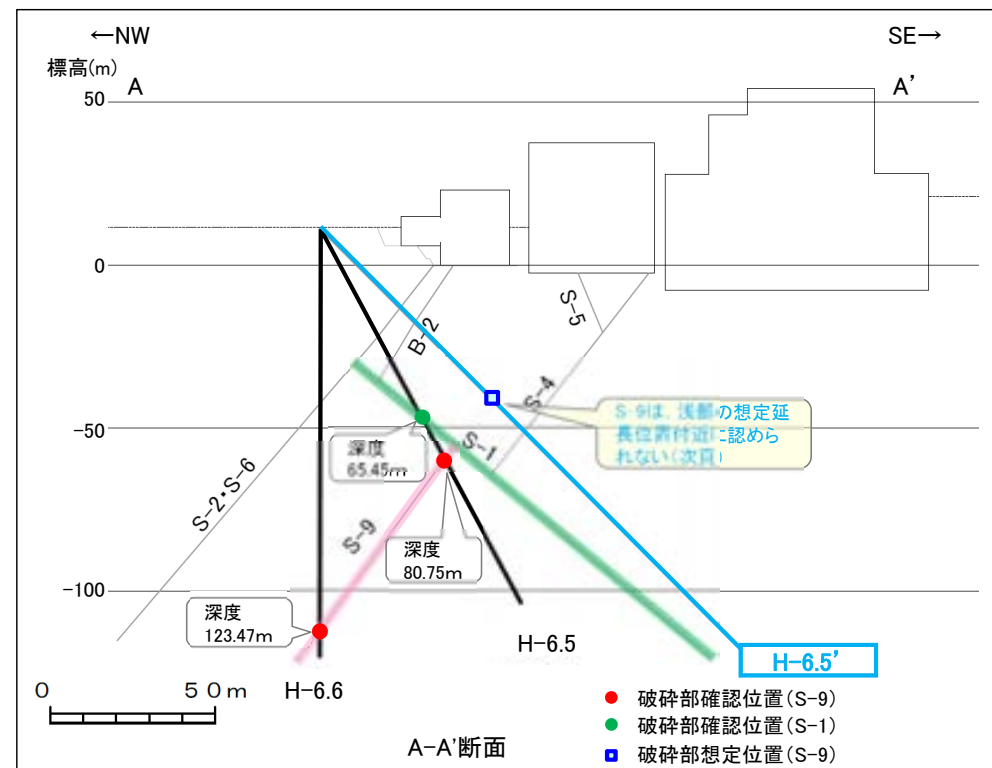 ←NW
SE→
標高(m)
A
A’
50
0
-50
-100
S-5
B-2
S-4
S-1
S-2・S-6
S-9
S-9は、浅部の想定延
長位置付近に認めら
れない(次頁)
深度
65.45m
深度
80.75m
深度
123.47m
H-6.5
H-6.5’
H-6.6
0
50m
A-A’断面
破砕部確認位置(S-9)
破砕部確認位置(S-1)
破砕部想定位置(S-9)